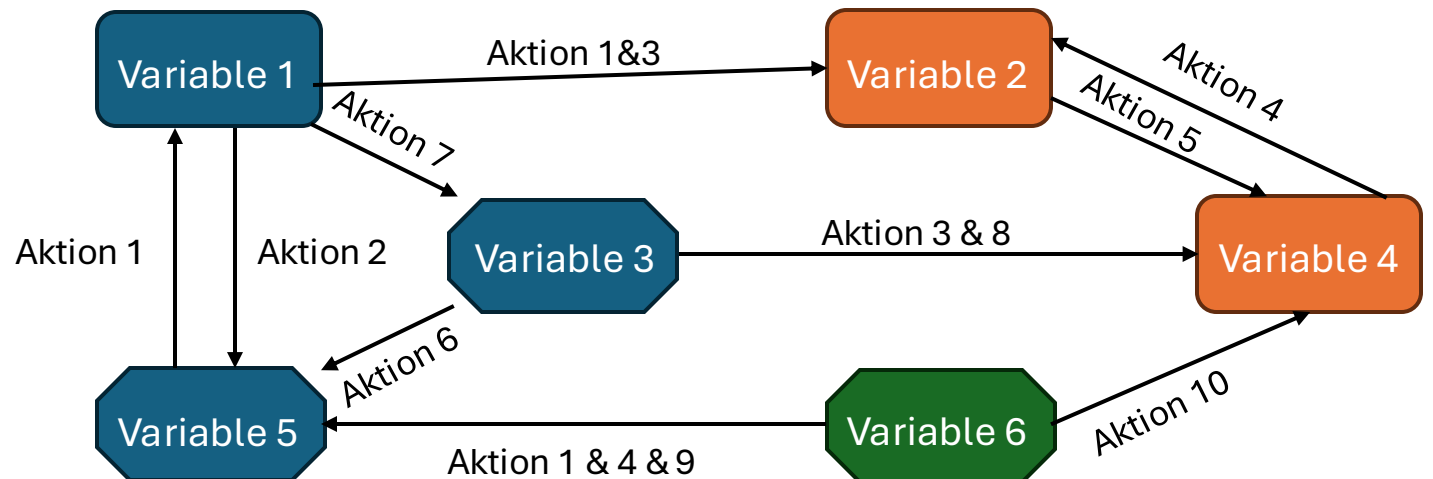 Variable 1
Aktion 1&3
Variable 2
Aktion 4
Aktion 5
Aktion 7
Aktion 1
Aktion 2
Variable 3
Aktion 3 & 8
Variable 4
Aktion 6
Variable 5
Aktion 1 & 4 & 9
Variable 6
Aktion 10